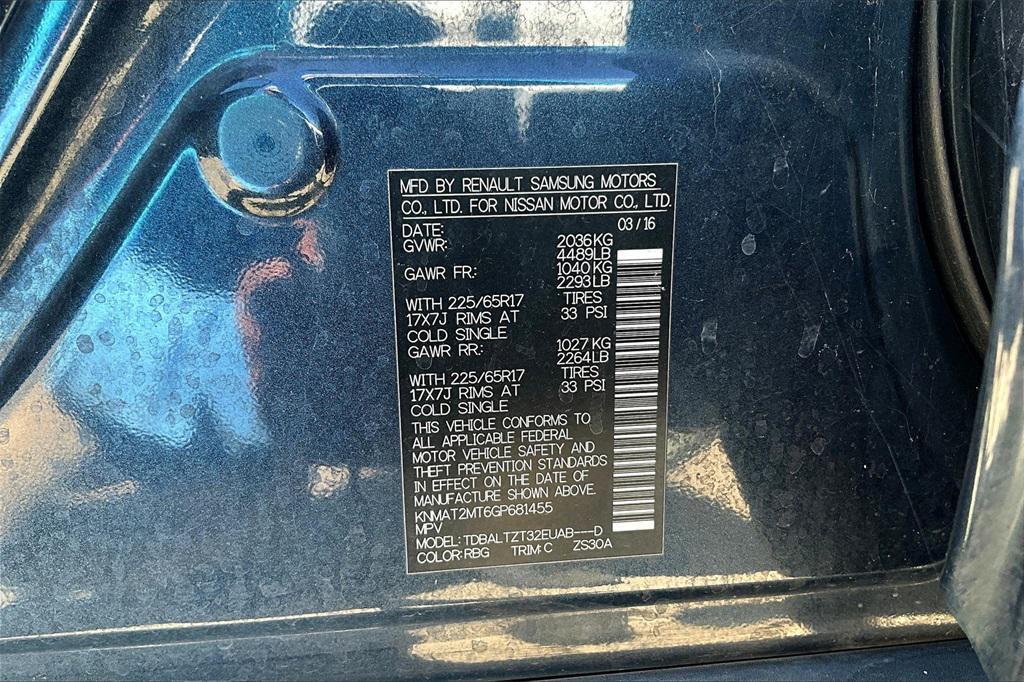 MFD BY RENAULT SAMSUNG MOTORS
CO., LTD. FOR NISSAN MOTOR CO., LTD.
DATE: 03/16
GVWR: 2036KG
4489LB
GAWR FR: 1040KG
2293LB
WITH 225/65R17 TIRES
17X7J RIMS AT 33 PSI
COLD SINGLE
GAWR RR: 1027KG
2264LB
WITH 225/65R17 TIRES
17X7J RIMS AT 33 PSI
COLD SINGLE
THIS VEHICLE CONFORMS TO
ALL APPLICABLE FEDERAL
MOTOR VEHICLE SAFETY AND
THEFT PREVENTION STANDARDS
IN EFFECT ON THE DATE OF
MANUFACTURE SHOWN ABOVE.
KNMAT2MT6GP681455
MPV
MODEL: TDBALTZT32EUAB---D
COLOR: RBG TRIM: C ZS30A